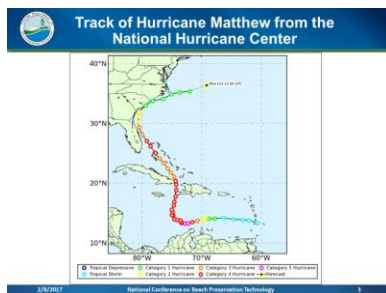 Track of Hurricane Matthew from the
National Hurricane Center
40°N
30°N
20°N
10°N
80°W
70°W
60°W
Tropical Depression
Category 1 Hurricane
Category 3 Hurricane
Category 5 Hurricane
Tropical Storm
Category 2 Hurricane
Category 4 Hurricane
Forecast
2/8/2017
National Conference on Beach Preservation Technology
3